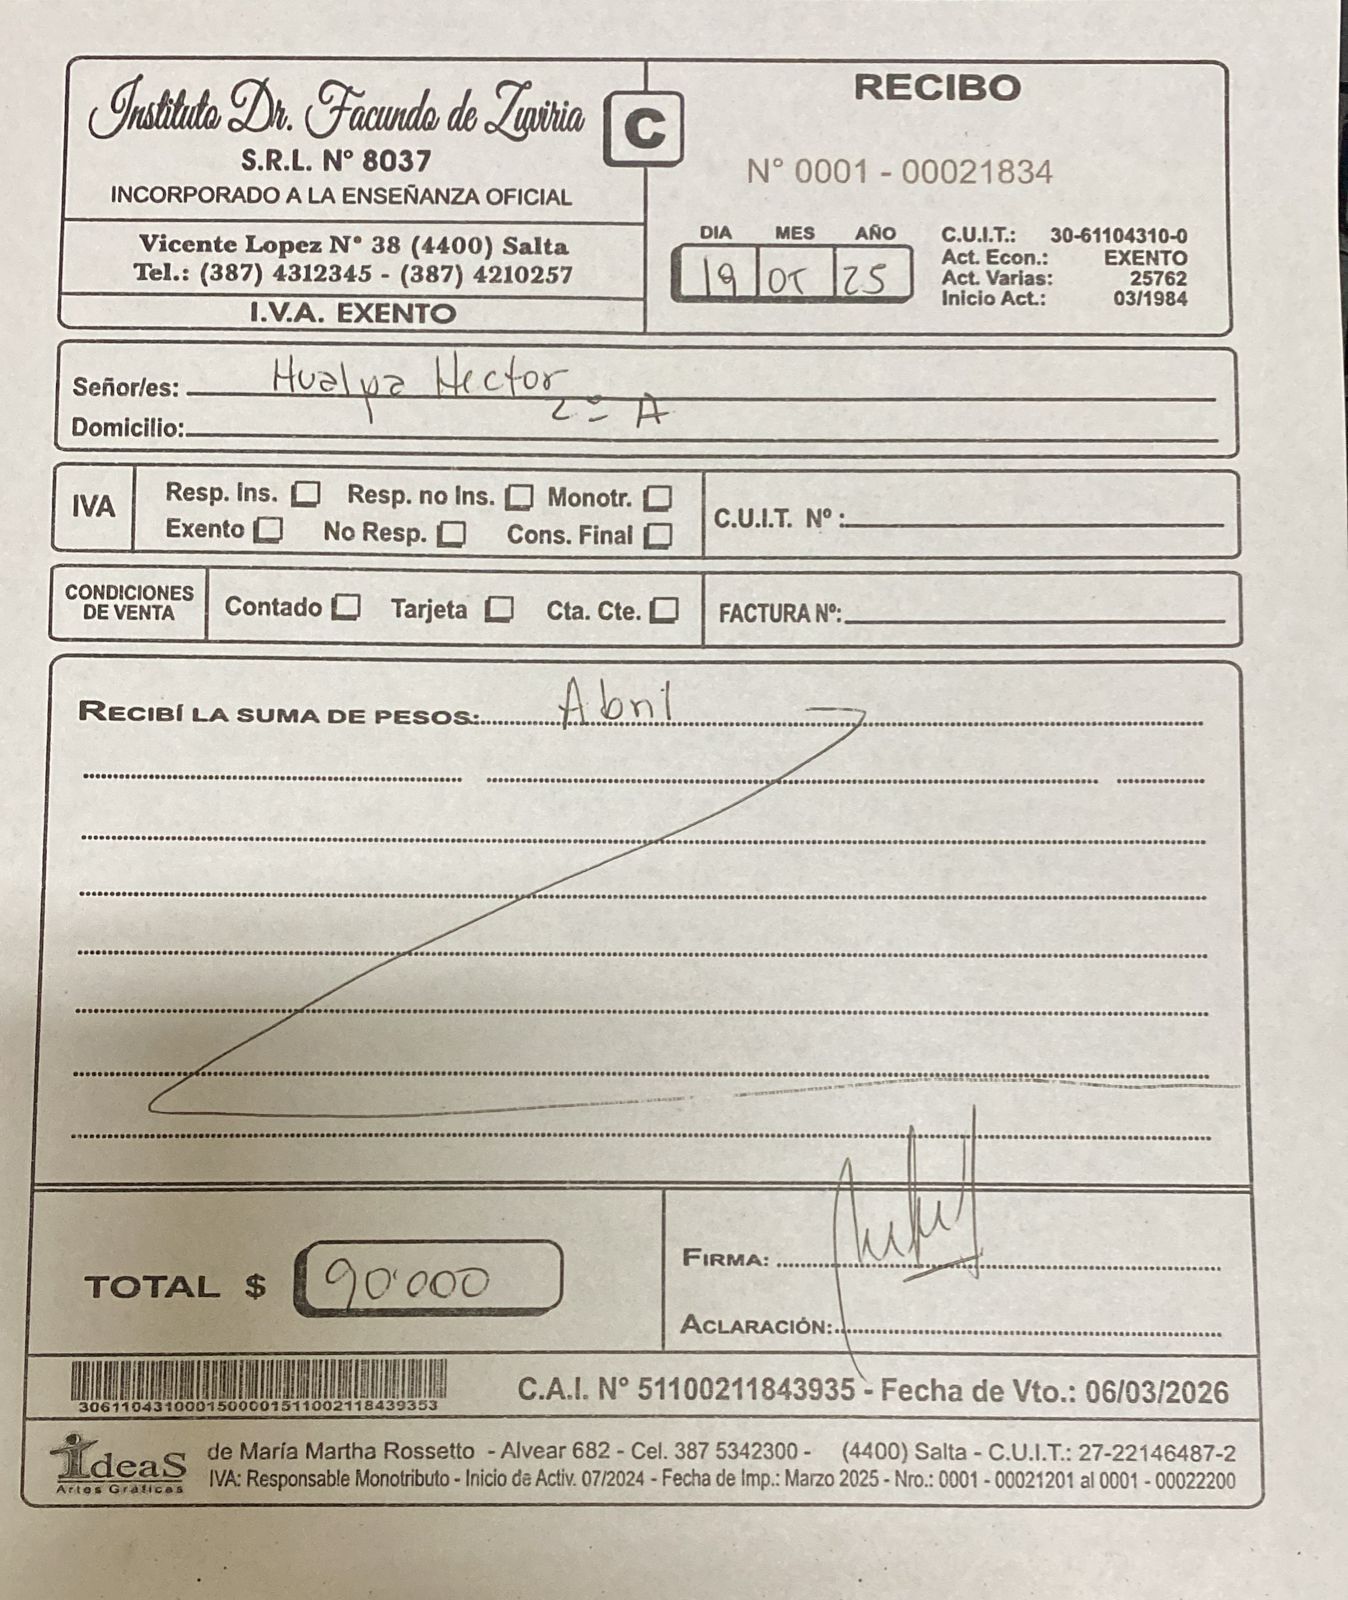 Instituto Dr. Facundo de Zuviria
S.R.L. N° 8037
INCORPORADO A LA ENSEÑANZA OFICIAL
Vicente Lopez N° 38 (4400) Salta
Tel.: (387) 4312345 - (387) 4210257
I.V.A. EXENTO
C
RECIBO
N° 0001 - 00021834
DIA MES AÑO
19 05 25
C.U.I.T.: 30-61104310-0
Act. Econ.: EXENTO
Act. Varias: 25762
Inicio Act.: 03/1984
Señor/es: Hualpa Hector
2º A
Domicilio:
IVA
Resp. Ins. Resp. no Ins. Monotr.
Exento No Resp. Cons. Final
C.U.I.T. Nº :
CONDICIONES
DE VENTA
Contado Tarjeta Cta. Cte.
FACTURA Nº:
RECIBÍ LA SUMA DE PESOS: Abril
TOTAL $ 90'000
FIRMA:
ACLARACIÓN:
3061104310001500001511002118439353
C.A.I. N° 51100211843935 - Fecha de Vto.: 06/03/2026
IdeaS
Artes Gráficas
de María Martha Rossetto - Alvear 682 - Cel. 387 5342300 - (4400) Salta - C.U.I.T.: 27-22146487-2
IVA: Responsable Monotributo - Inicio de Activ. 07/2024 - Fecha de Imp.: Marzo 2025 - Nro.: 0001 - 00021201 al 0001 - 00022200